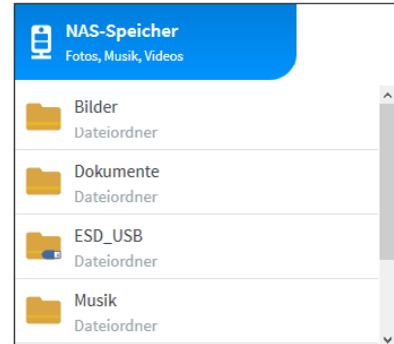 NAS-Speicher
Fotos, Musik, Videos
Bilder
Dateiordner
Dokumente
Dateiordner
ESD_USB
Dateiordner
Musik
Dateiordner